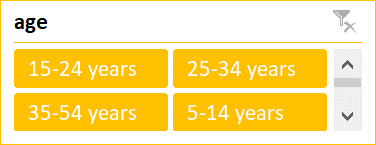 age
15-24 years 25-34 years
35-54 years 5-14 years